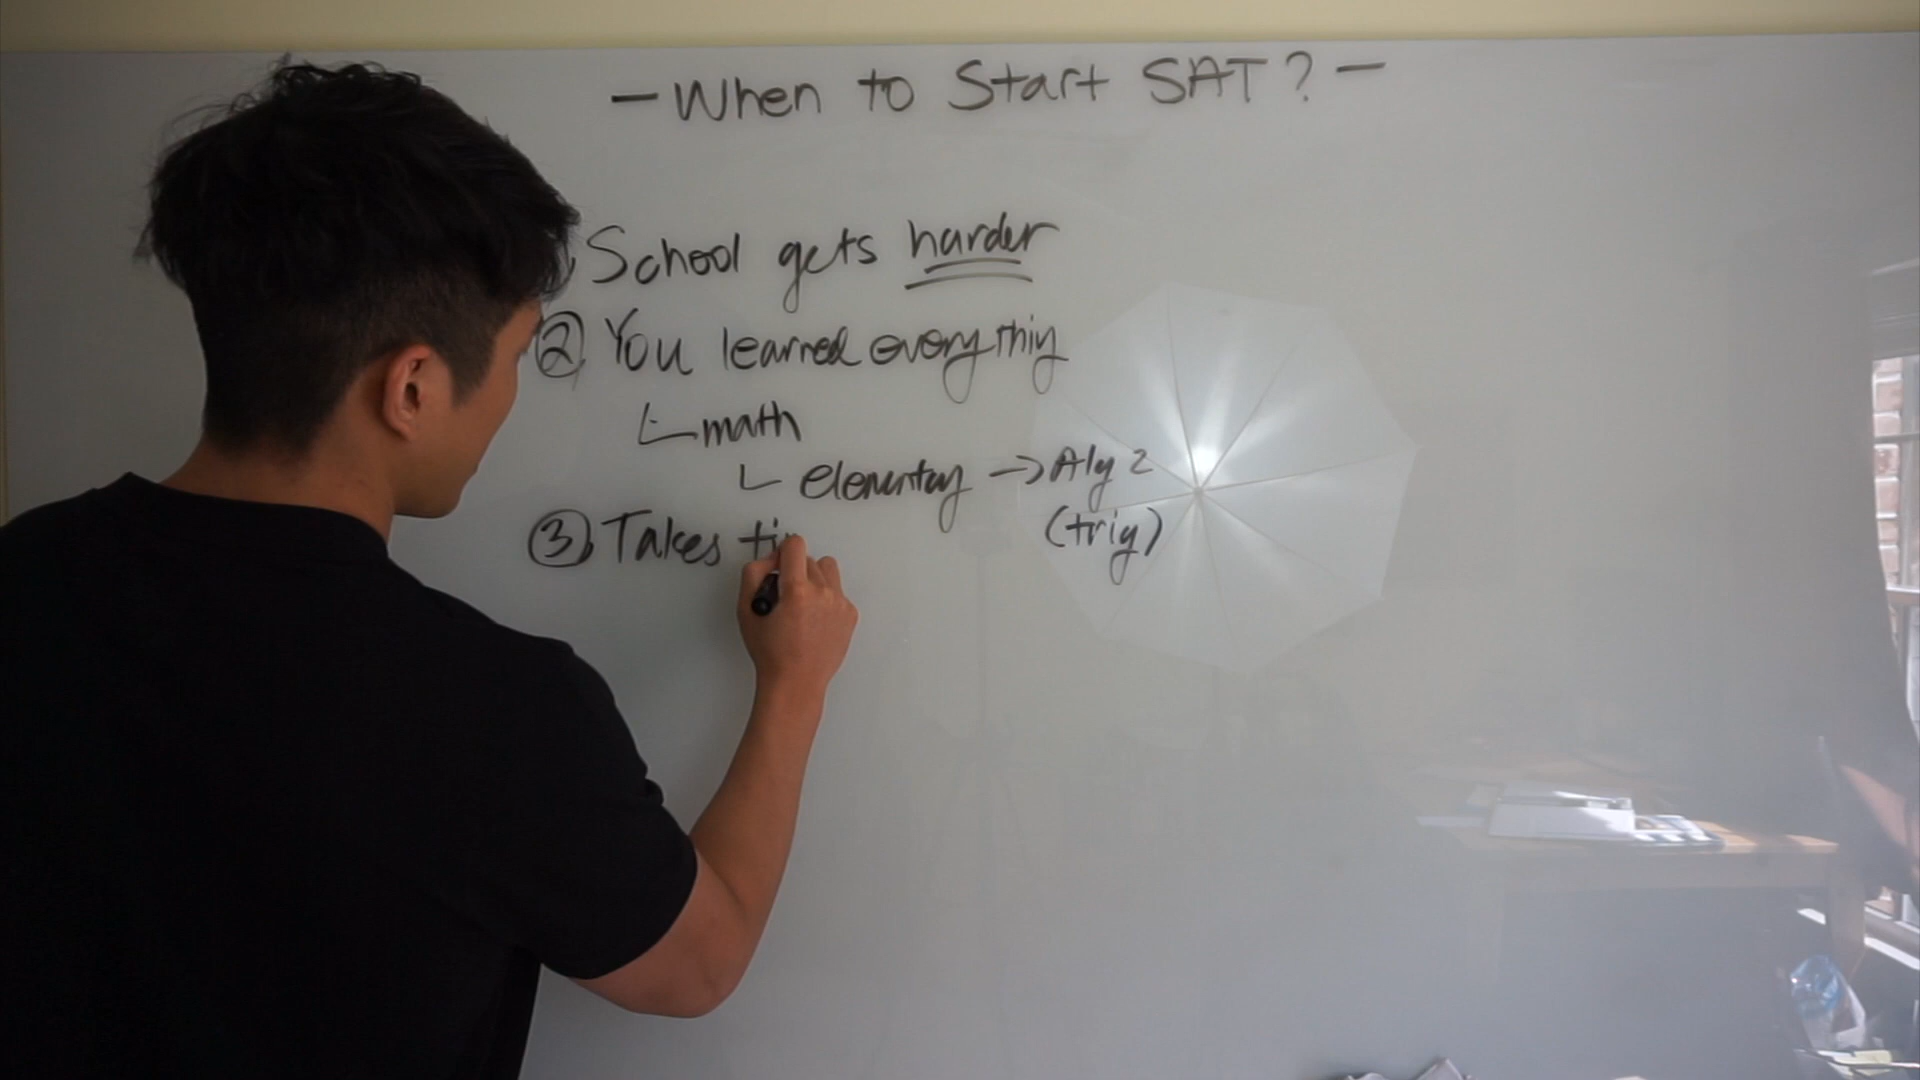 - When to Start SAT? -
School gets harder
② You learned everything
math
elementary → Alg 2
(trig)
③ Takes ti